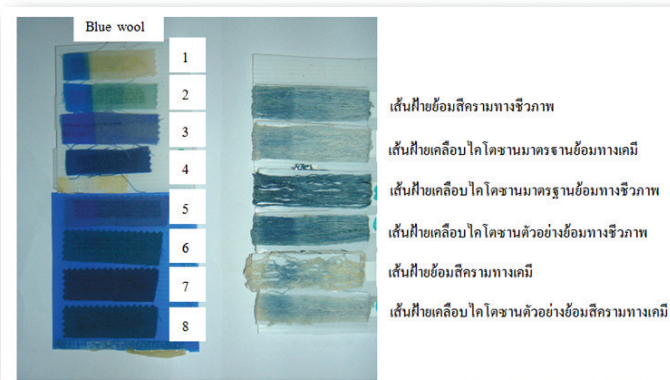 Blue wool
1
2
3
4
5
6
7
8
เส้นฝ้ายย้อมสีครามทางชีวภาพ
เส้นฝ้ายเคลือบไคโตซานมาตรฐานย้อมทางเคมี
เส้นฝ้ายเคลือบไคโตซานมาตรฐานย้อมทางชีวภาพ
เส้นฝ้ายเคลือบไคโตซานตัวอย่างย้อมทางชีวภาพ
เส้นฝ้ายย้อมสีครามทางเคมี
เส้นฝ้ายเคลือบไคโตซานตัวอย่างย้อมสีครามทางเคมี